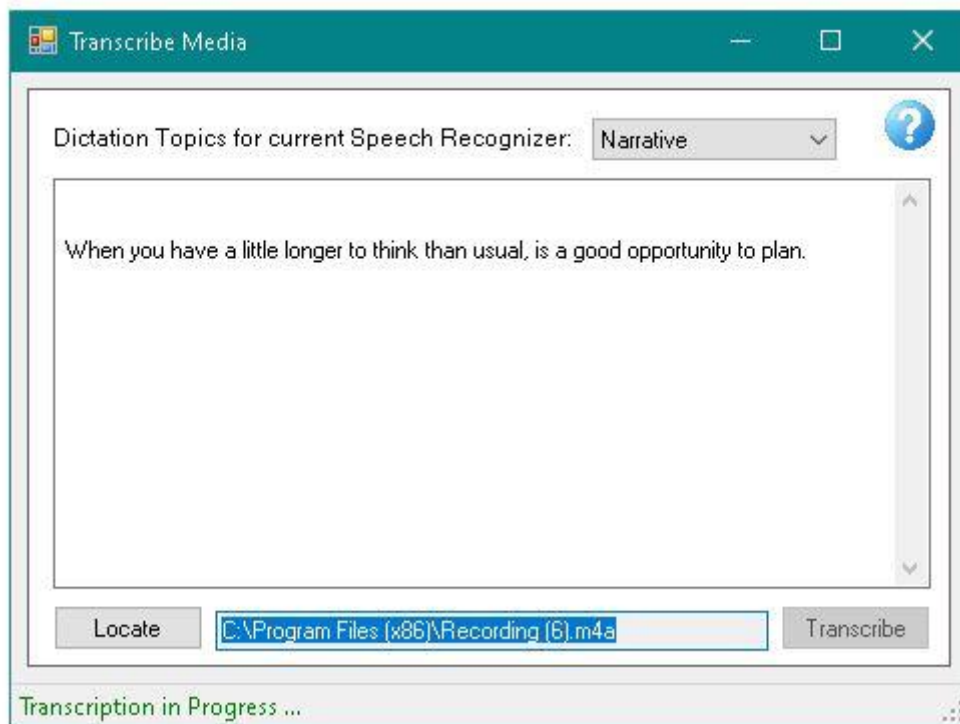 Transcribe Media
Dictation Topics for current Speech Recognizer: Narrative
When you have a little longer to think than usual, is a good opportunity to plan.
Locate C:\Program Files (x86)\Recording (6).m4a Transcribe
Transcription in Progress ...